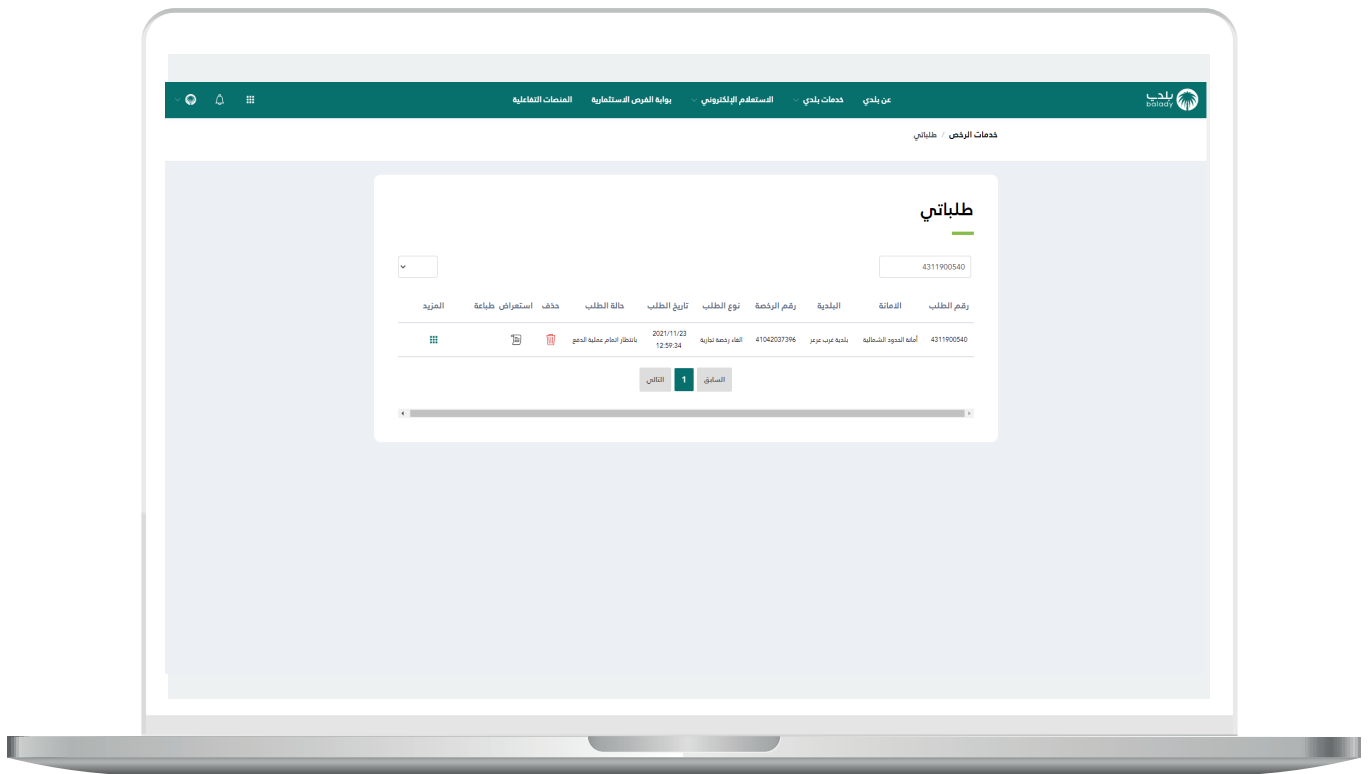 بلدي
balady
عن بلدي خدمات بلدي الاستعلام الإلكتروني بوابة الفرص الاستثمارية المنصات التفاعلية
خدمات الرخص / طلباتي
طلباتي
4311900540
رقم الطلب الامانة البلدية رقم الرخصة نوع الطلب تاريخ الطلب حالة الطلب حذف استعراض طباعة المزيد
4311900540 أمانة الحدود الشمالية بلدية غرب عرعر 41042037396 الغاء رخصة تجارية 2021/11/23 12:59:34 بانتظار اتمام عملية الدفع
السابق 1 التالي